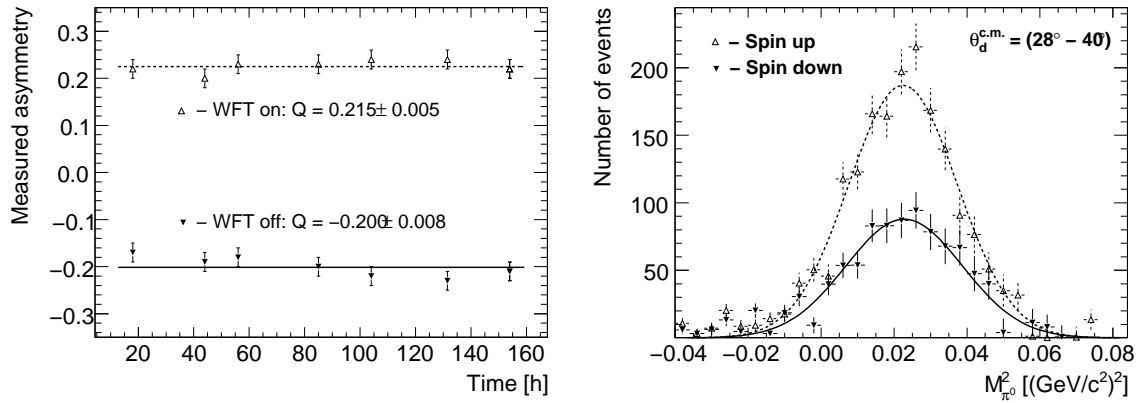 Measured asymmetry
0.3
0.2
0.1
0.0
−0.1
−0.2
−0.3
– WFT on: Q = 0.215± 0.005
– WFT off: Q = −0.200± 0.008
20 40 60 80 100 120 140 160
Time [h]
Number of events
200
150
100
50
– Spin up
– Spin down
θ_d^{c.m.} = (28° – 40°)
−0.04 −0.02 0.00 0.02 0.04 0.06 0.08
M²_{π⁰} [(GeV/c²)²]